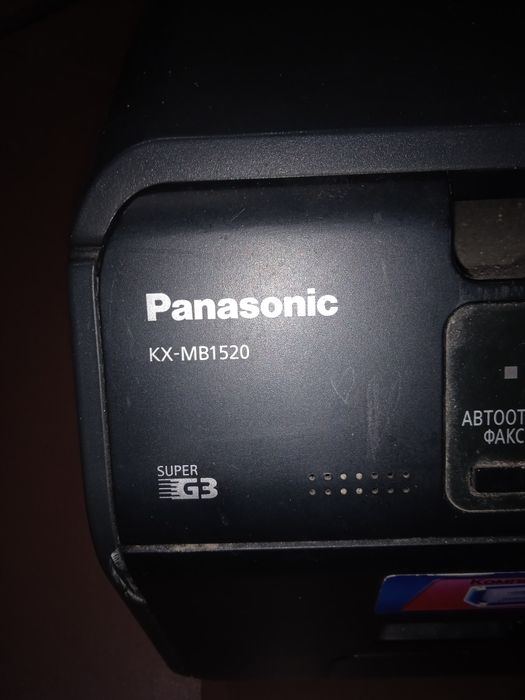 Panasonic
KX-MB1520
АВТООТ
ФАКС
SUPER
G3